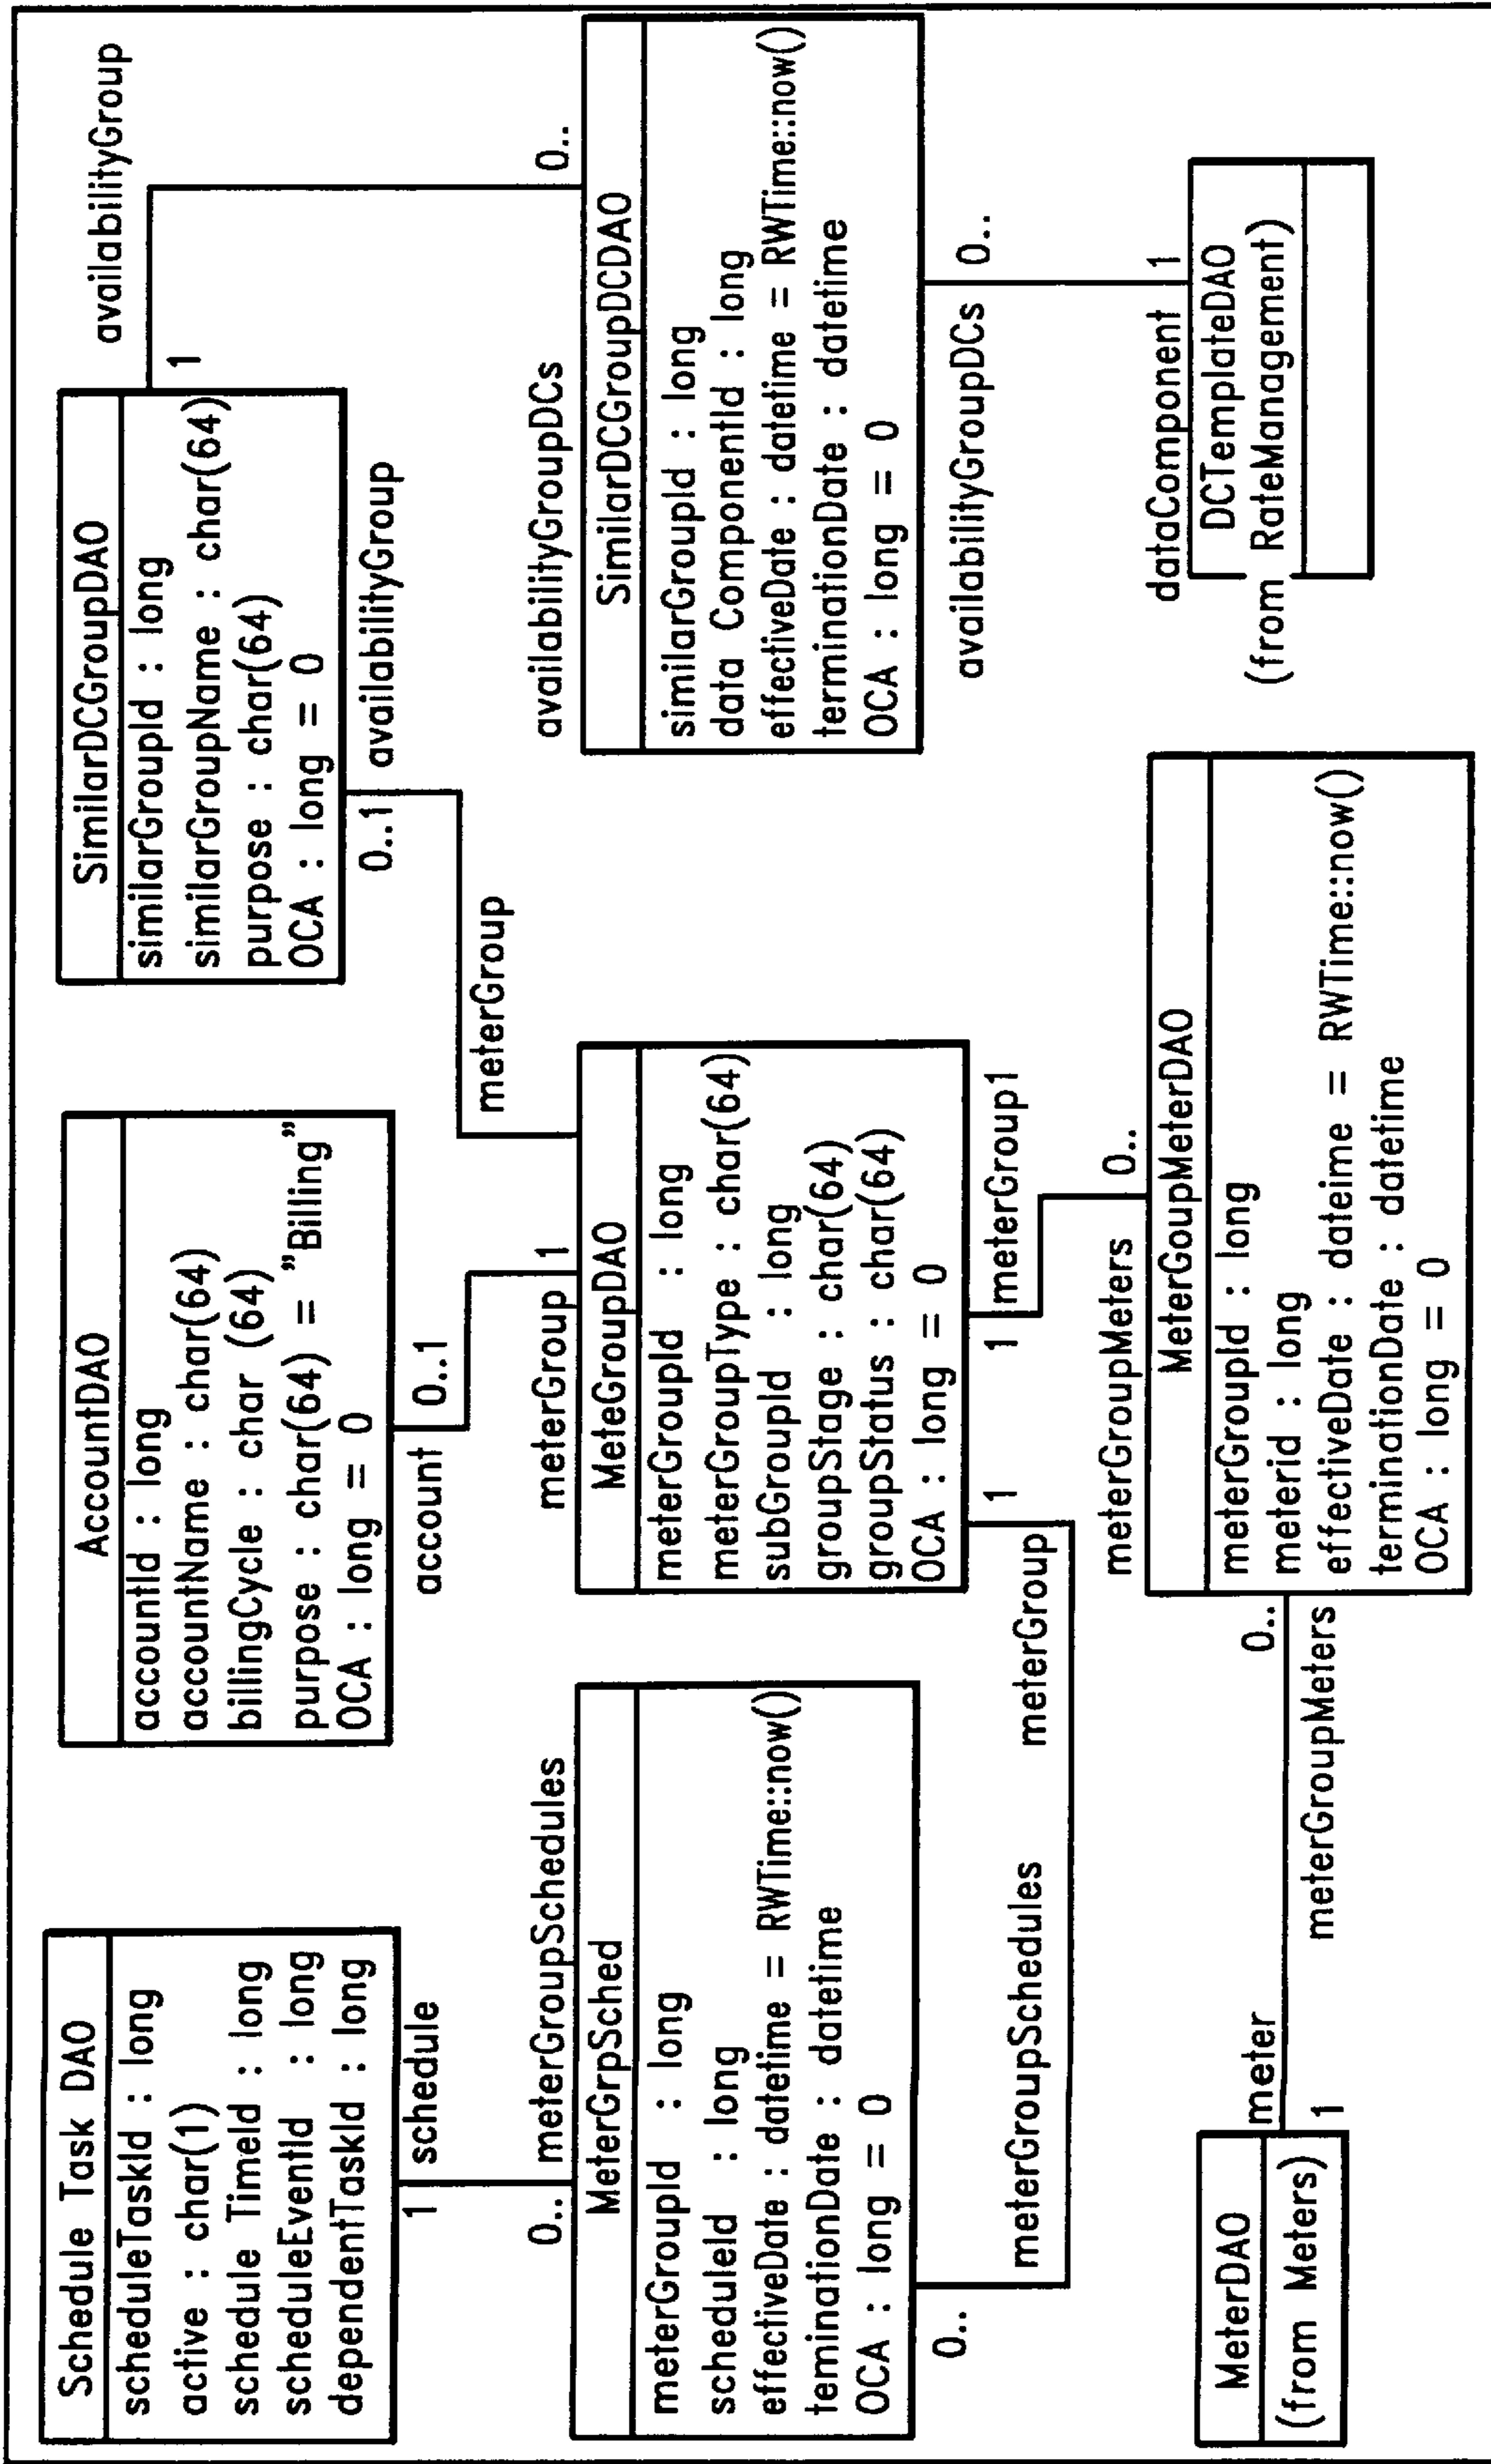 Schedule Task DAO
scheduleTaskId : long
active : char(1)
schedule TimeId : long
scheduleEventId : long
dependentTaskId : long
1
schedule
0..
meterGroupSchedules
MeterGrpSched
meterGroupId : long
scheduleId : long
effectiveDate : datetime = RWTime::now()
terminationDate : datetime
OCA : long = 0
0..
meterGroupSchedules
meterGroup
1
AccountDAO
accountId : long
accountName : char(64)
billingCycle : char (64)
purpose : char(64) = "Billing"
OCA : long = 0
account
0..1
meterGroup
1
MeteGroupDAO
meterGroupId : long
meterGroupType : char(64)
subGroupId : long
groupStage : char(64)
groupStatus : char(64)
OCA : long = 0
meterGroup
0..1
availabilityGroup
SimilarDCGroupDAO
similarGroupId : long
similarGroupName : char(64)
purpose : char(64)
OCA : long = 0
1
availabilityGroup
availabilityGroupDCs
0..
SimilarDCGroupDCDAO
similarGroupId : long
data ComponentId : long
effectiveDate : datetime = RWTime::now()
terminationDate : datetime
OCA : long = 0
availabilityGroupDCs
0..
dataComponent
1
DCTemplateDAO
(from RateManagement)
1
meterGroup1
meterGroupMeters
0..
MeterGoupMeterDAO
meterGroupId : long
meterid : long
effectiveDate : dateime = RWTime::now()
terminationDate : datetime
OCA : long = 0
0..
meterGroupMeters
meter
1
MeterDAO
(from Meters)